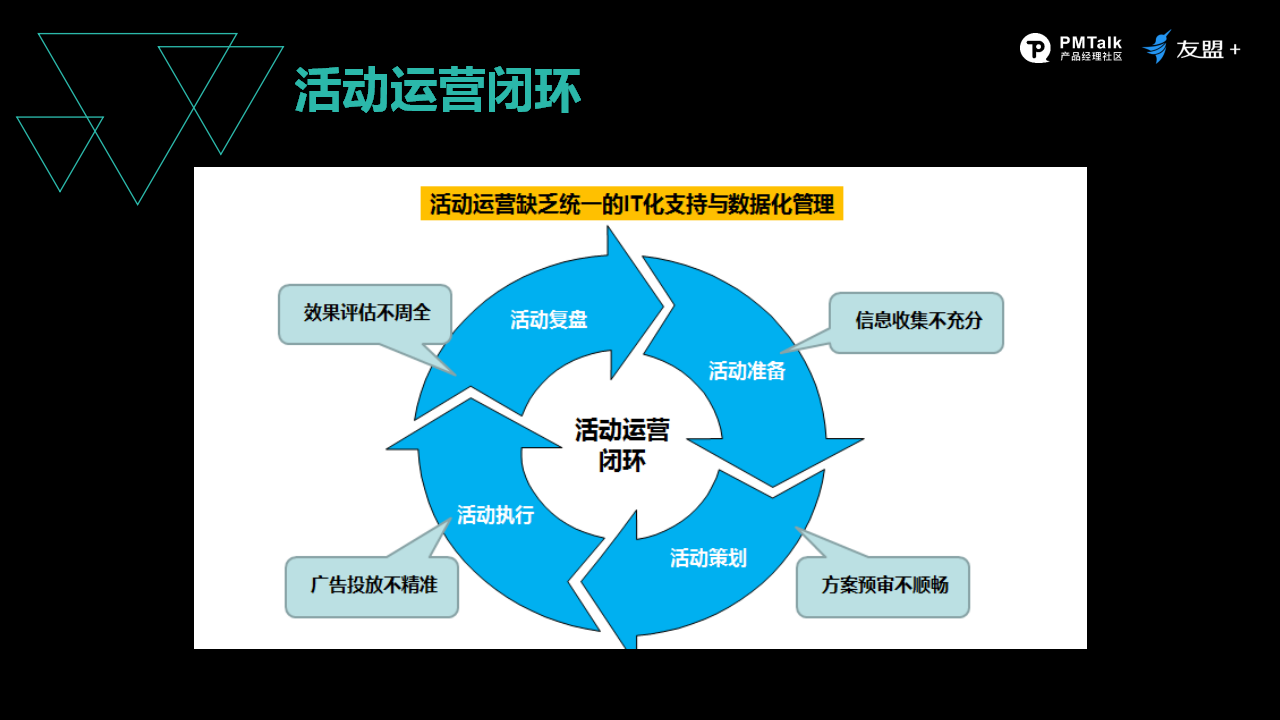 PMTalk
产品经理社区
友盟+
活动运营闭环
活动运营缺乏统一的IT化支持与数据化管理
效果评估不周全
活动复盘
信息收集不充分
活动准备
活动运营
闭环
活动执行
活动策划
广告投放不精准
方案预审不顺畅